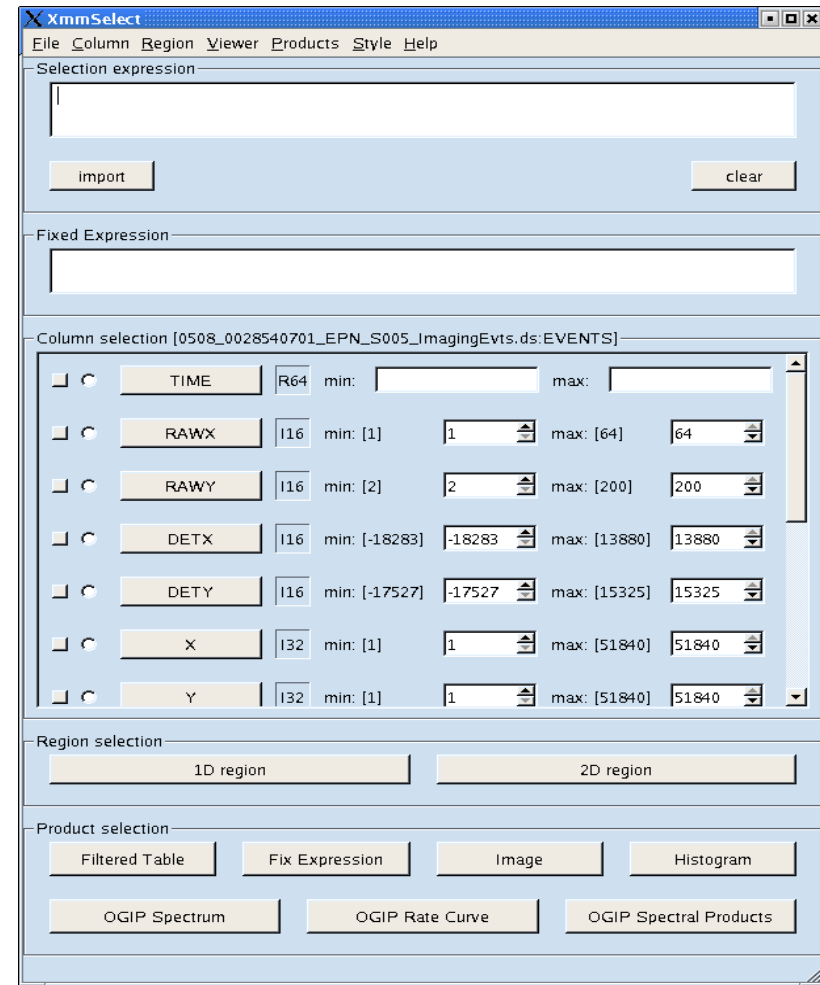 XmmSelect
File Column Region Viewer Products Style Help
Selection expression
import clear
Fixed Expression
Column selection [0508_0028540701_EPN_S005_ImagingEvts.ds:EVENTS]
TIME R64 min: max:
RAWX I16 min: [1] 1 max: [64] 64
RAWY I16 min: [2] 2 max: [200] 200
DETX I16 min: [-18283] -18283 max: [13880] 13880
DETY I16 min: [-17527] -17527 max: [15325] 15325
X I32 min: [1] 1 max: [51840] 51840
Y I32 min: [1] 1 max: [51840] 51840
Region selection
1D region 2D region
Product selection
Filtered Table Fix Expression Image Histogram
OGIP Spectrum OGIP Rate Curve OGIP Spectral Products